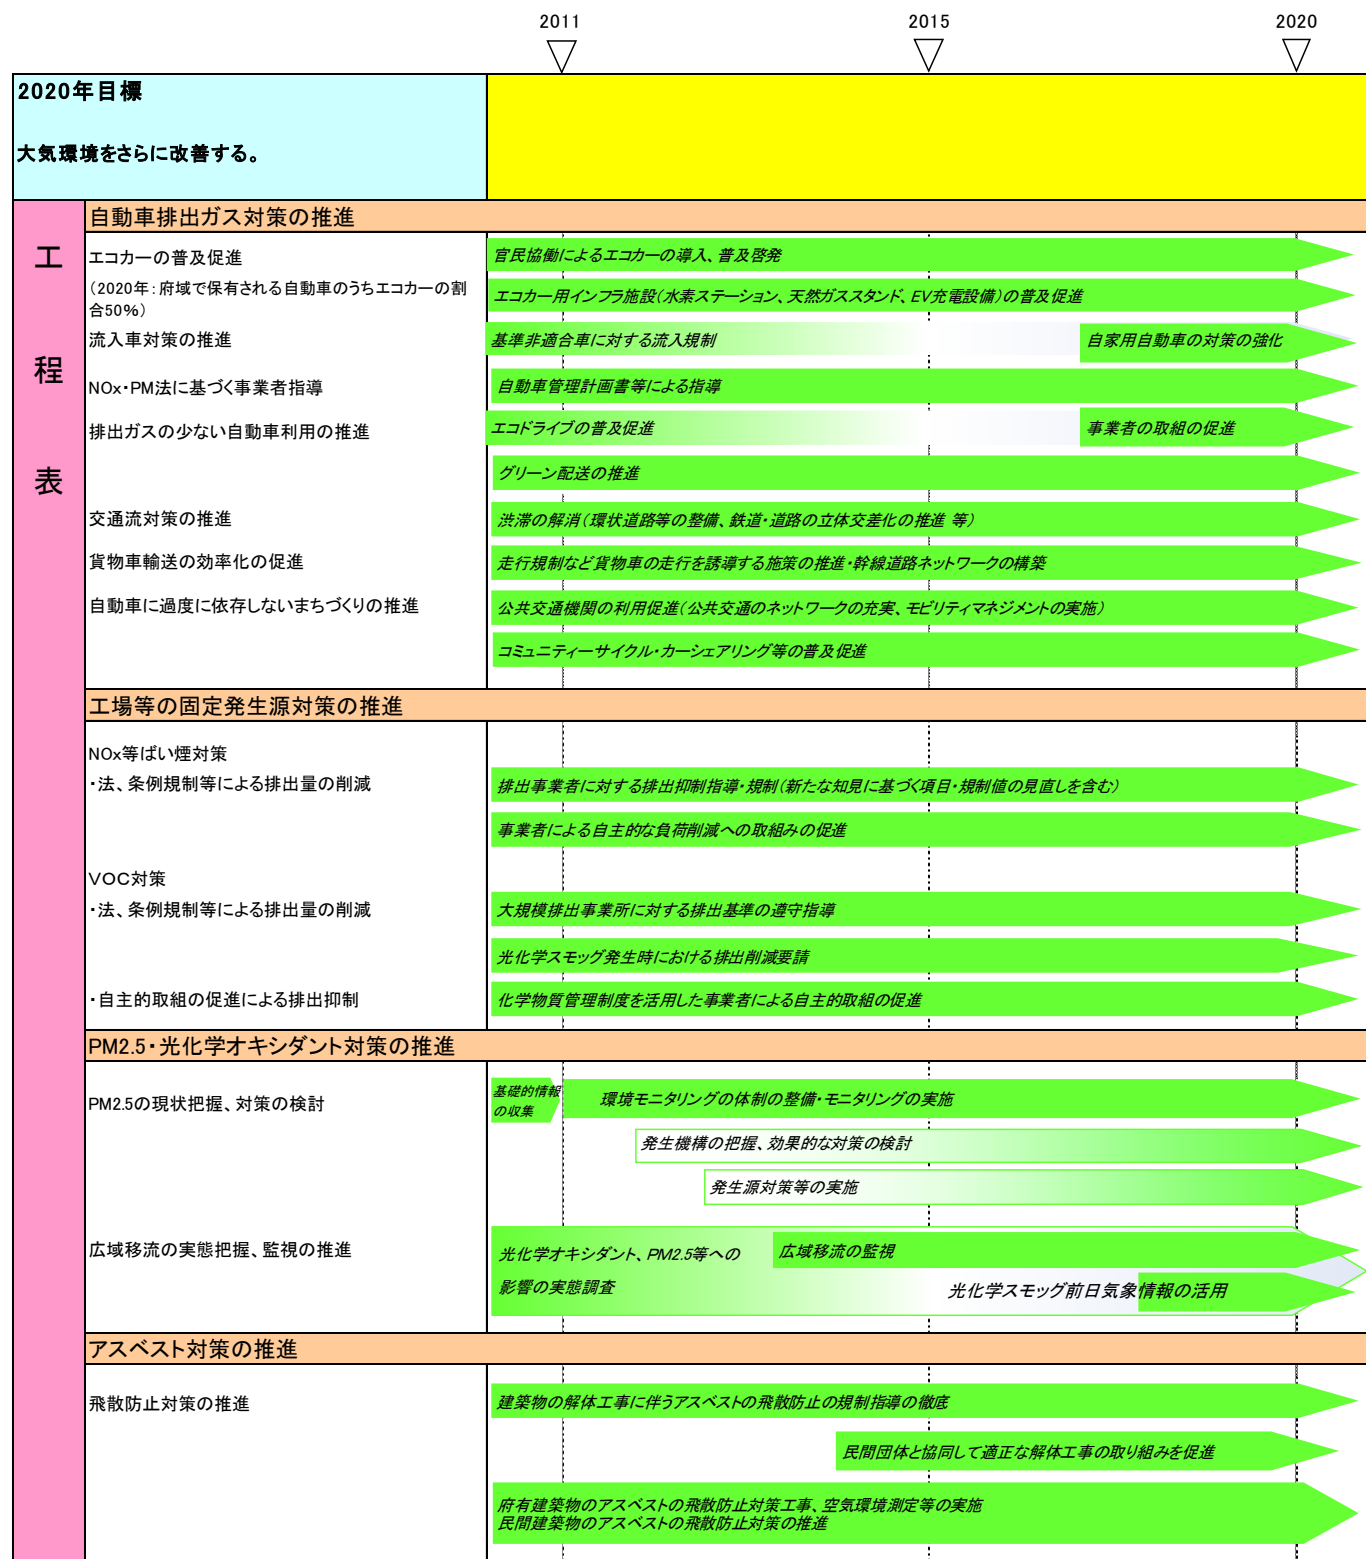 2011 2015 2020
2020年目標
大気環境をさらに改善する。
工程表
自動車排出ガス対策の推進
エコカーの普及促進
官民協働によるエコカーの導入、普及啓発
（2020年：府域で保有される自動車のうちエコカーの割
合50％）
エコカー用インフラ施設（水素ステーション、天然ガススタンド、EV充電設備）の普及促進
流入車対策の推進
基準非適合車に対する流入規制
自家用自動車の対策の強化
NOx・PM法に基づく事業者指導
自動車管理計画書等による指導
排出ガスの少ない自動車利用の推進
エコドライブの普及促進
事業者の取組の促進
グリーン配送の推進
交通流対策の推進
渋滞の解消（環状道路等の整備、鉄道・道路の立体交差化の推進 等）
貨物車輸送の効率化の促進
走行規制など貨物車の走行を誘導する施策の推進・幹線道路ネットワークの構築
自動車に過度に依存しないまちづくりの推進
公共交通機関の利用促進（公共交通のネットワークの充実、モビリティマネジメントの実施）
コミュニティーサイクル・カーシェアリング等の普及促進
工場等の固定発生源対策の推進
NOx等ばい煙対策
・法、条例規制等による排出量の削減
排出事業者に対する排出抑制指導・規制（新たな知見に基づく項目・規制値の見直しを含む）
事業者による自主的な負荷削減への取組みの促進
VOC対策
・法、条例規制等による排出量の削減
大規模排出事業所に対する排出基準の遵守指導
光化学スモッグ発生時における排出削減要請
・自主的取組の促進による排出抑制
化学物質管理制度を活用した事業者による自主的取組の促進
PM2.5・光化学オキシダント対策の推進
PM2.5の現状把握、対策の検討
基礎的情報
の収集
環境モニタリングの体制の整備・モニタリングの実施
発生機構の把握、効果的な対策の検討
発生源対策等の実施
広域移流の実態把握、監視の推進
光化学オキシダント、PM2.5等への
影響の実態調査
広域移流の監視
光化学スモッグ前日気象情報の活用
アスベスト対策の推進
飛散防止対策の推進
建築物の解体工事に伴うアスベストの飛散防止の規制指導の徹底
民間団体と協同して適正な解体工事の取り組みを促進
府有建築物のアスベストの飛散防止対策工事、空気環境測定等の実施
民間建築物のアスベストの飛散防止対策の推進